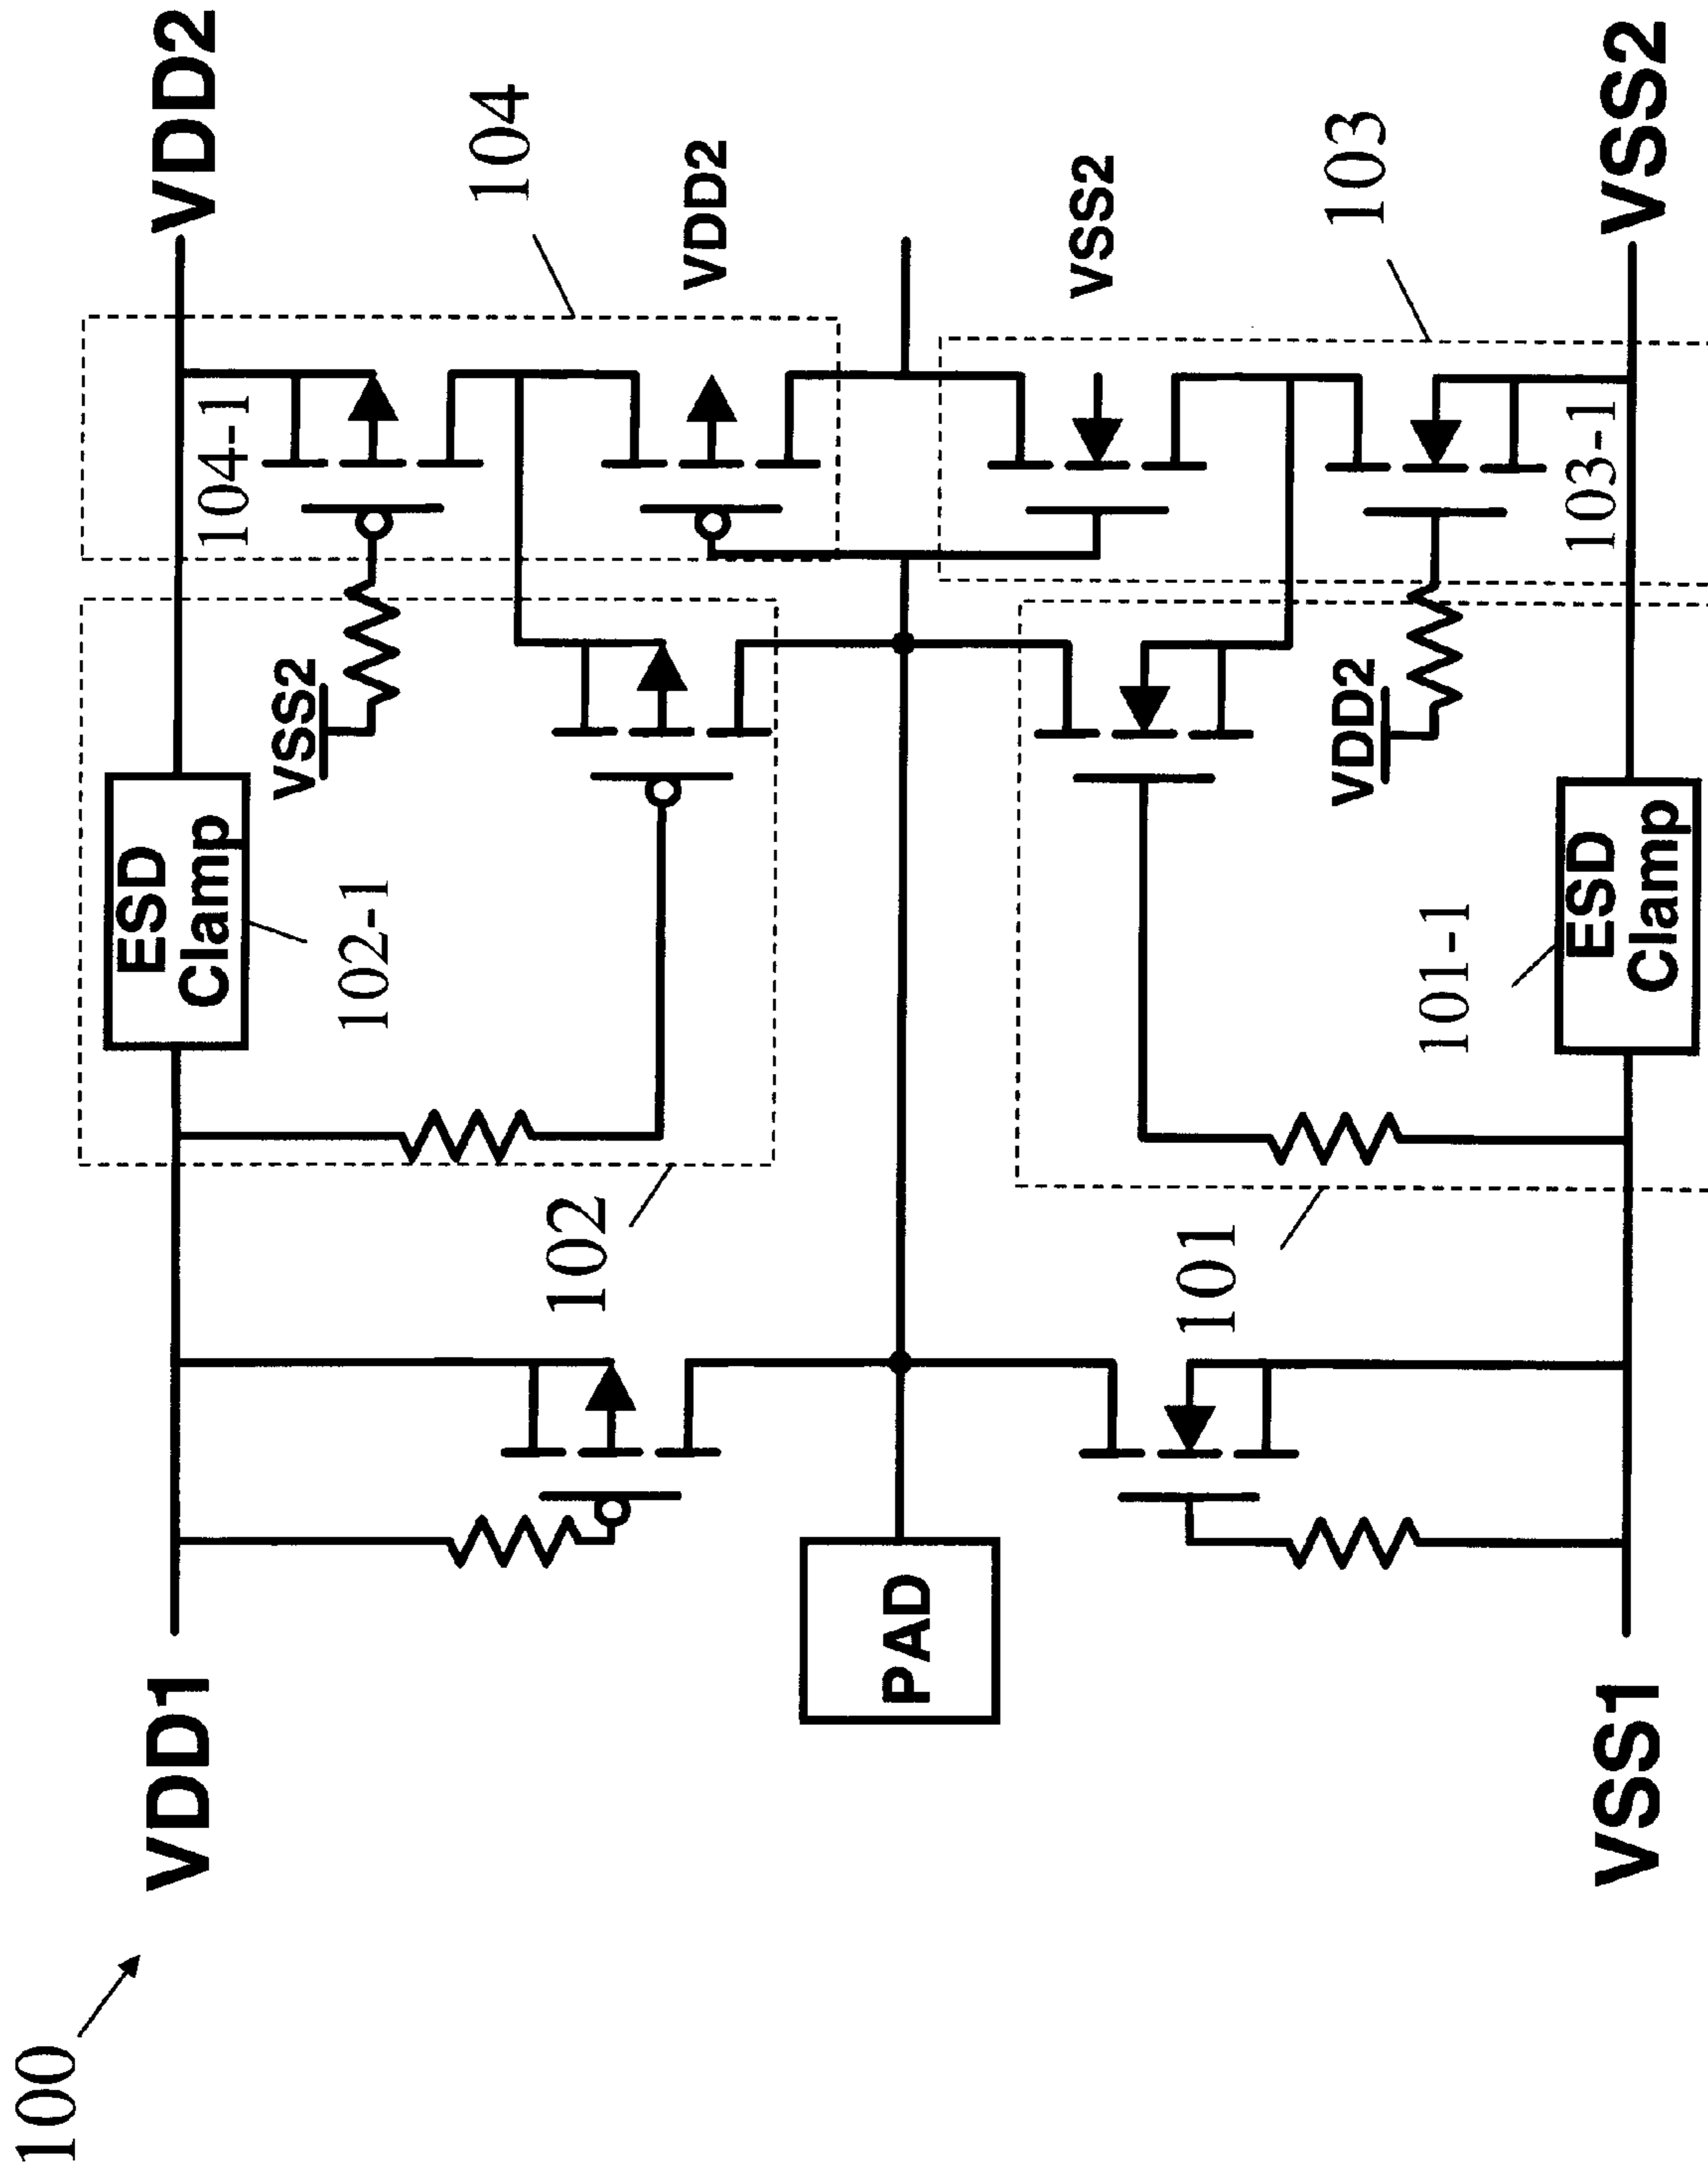 100
VDD1
VDD2
ESD
Clamp
102-1
104-1
104
VSS2
102
VDD2
PAD
VSS2
101
VDD2
103
101-1
103-1
ESD
Clamp
VSS1
VSS2